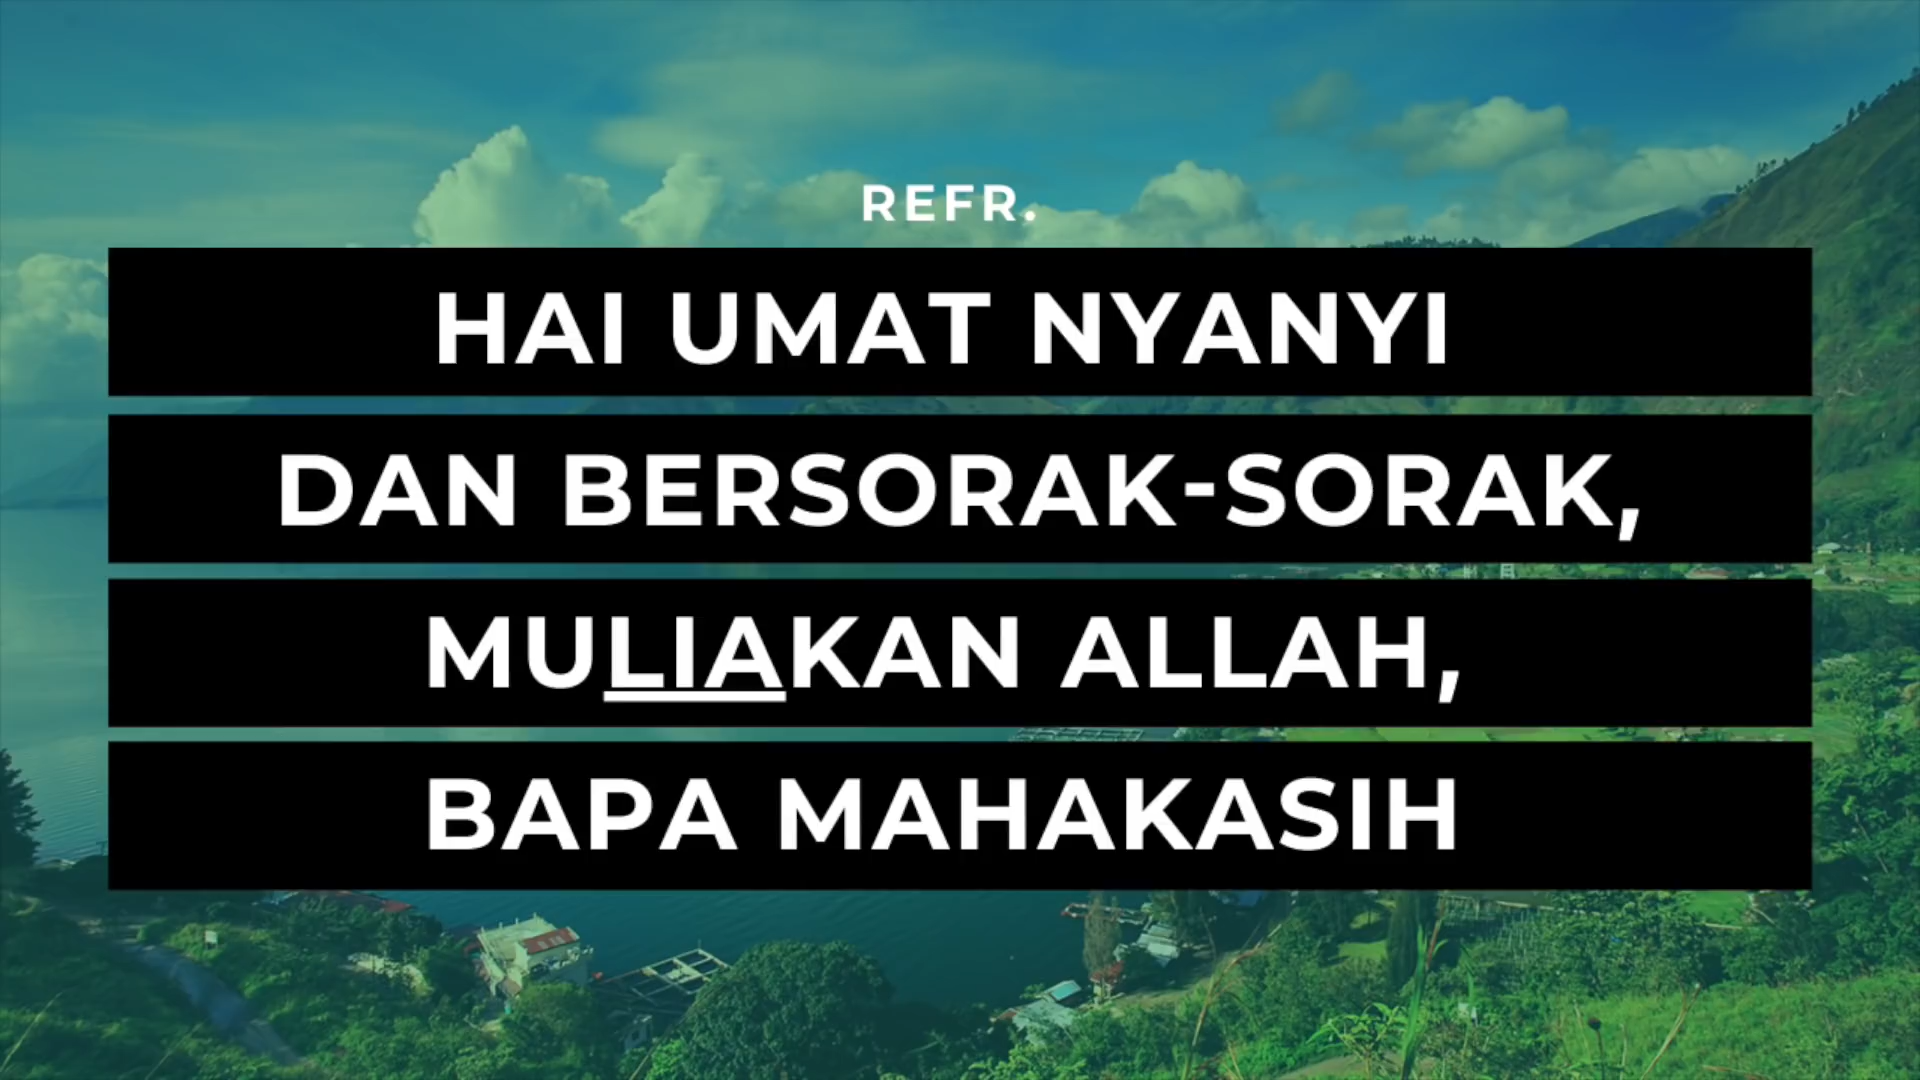 REFR.
HAI UMAT NYANYI
DAN BERSORAK-SORAK,
MULIAKAN ALLAH,
BAPA MAHAKASIH